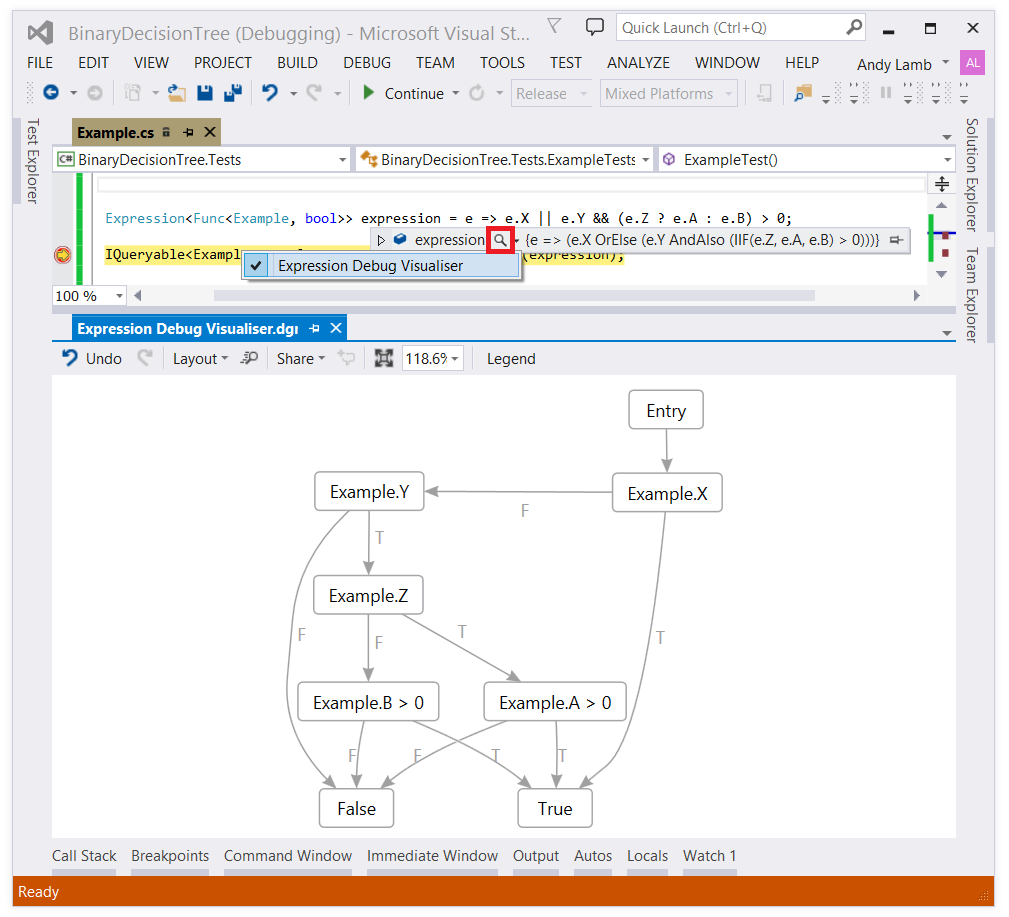 BinaryDecisionTree (Debugging) - Microsoft Visual St...
Quick Launch (Ctrl+Q)
FILE EDIT VIEW PROJECT BUILD DEBUG TEAM TOOLS TEST ANALYZE WINDOW HELP Andy Lamb AL
Continue Release Mixed Platforms
Test Explorer
Solution Explorer
Team Explorer
Example.cs
C# BinaryDecisionTree.Tests BinaryDecisionTree.Tests.ExampleTests ExampleTest()
Expression<Func<Example, bool>> expression = e => e.X || e.Y && (e.Z ? e.A : e.B) > 0;
expression {e => (e.X OrElse (e.Y AndAlso (IIF(e.Z, e.A, e.B) > 0)))}
IQueryable<Exampl (expression);
Expression Debug Visualiser
100 %
Expression Debug Visualiser.dgr
Undo Layout Share 118.6% Legend
Entry
Example.Y
Example.X
F
T
Example.Z
F
F
T
T
Example.B > 0
Example.A > 0
F
F
T
T
False
True
Call Stack Breakpoints Command Window Immediate Window Output Autos Locals Watch 1
Ready